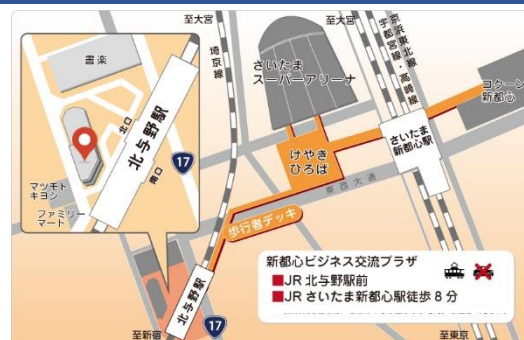 至大宮
至大宮
京浜東北線
宇都宮線・高崎線
埼京線
さいたま
スーパーアリーナ
コクーン
新都心
さいたま
新都心駅
けやき
ひろば
東西大通
歩行者デッキ
書楽
北口
北与野駅
南口
17
マツモト
キヨシ
ファミリー
マート
北与野駅
17
至新宿
至東京
新都心ビジネス交流プラザ
■JR 北与野駅前
■JR さいたま新都心駅徒歩 8 分